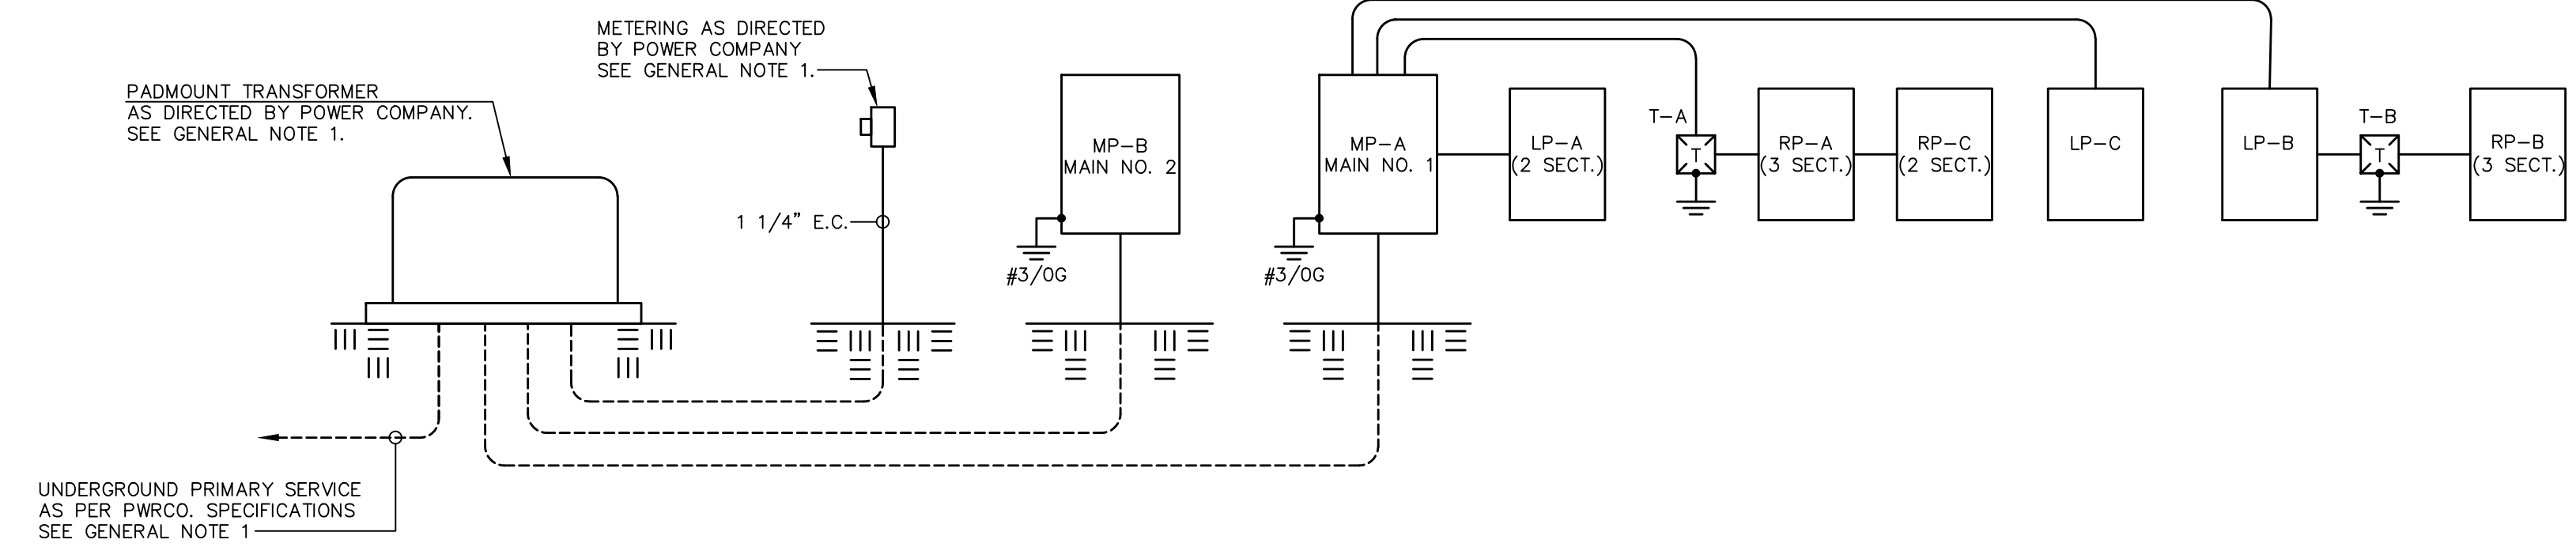 METERING AS DIRECTED
BY POWER COMPANY
SEE GENERAL NOTE 1.
PADMOUNT TRANSFORMER
AS DIRECTED BY POWER COMPANY.
SEE GENERAL NOTE 1.
1 1/4" E.C.
MP-B
MAIN NO. 2
#3/0G
MP-A
MAIN NO. 1
#3/0G
LP-A
(2 SECT.)
T-A
T
RP-A
(3 SECT.)
RP-C
(2 SECT.)
LP-C
LP-B
T-B
T
RP-B
(3 SECT.)
UNDERGROUND PRIMARY SERVICE
AS PER PWRCO. SPECIFICATIONS
SEE GENERAL NOTE 1